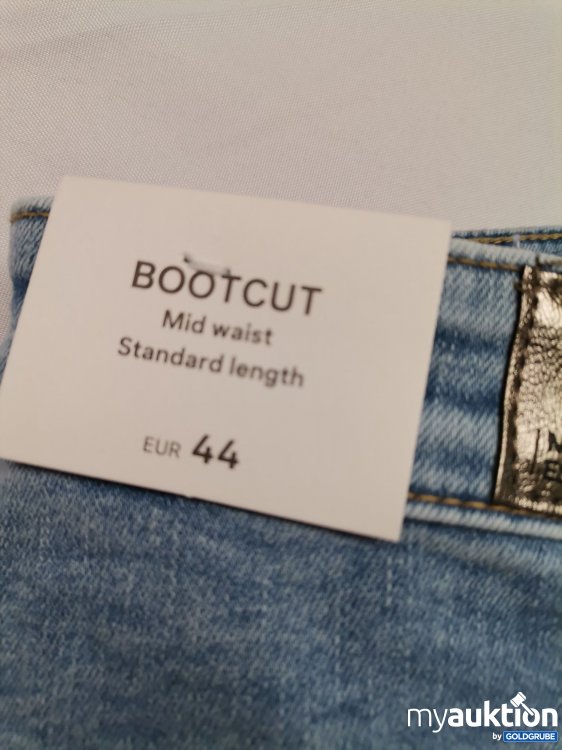 BOOTCUT
Mid waist
Standard length
EUR 44
myauktion
by GOLDGRUBE